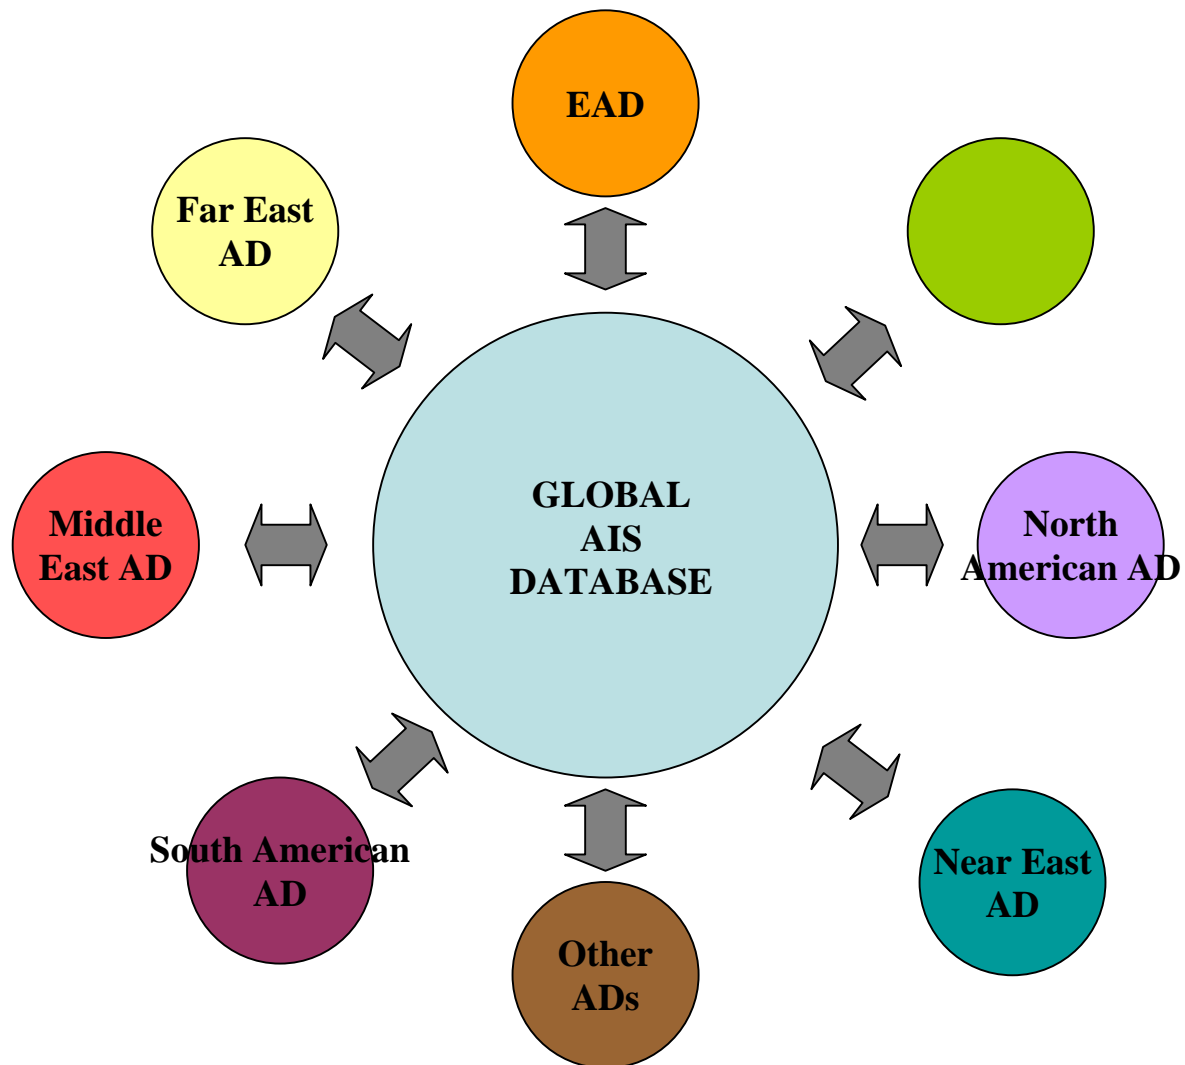 EAD
Far East
AD
GLOBAL
AIS
DATABASE
Middle
East AD
North
American AD
South American
AD
Near East
AD
Other
ADs